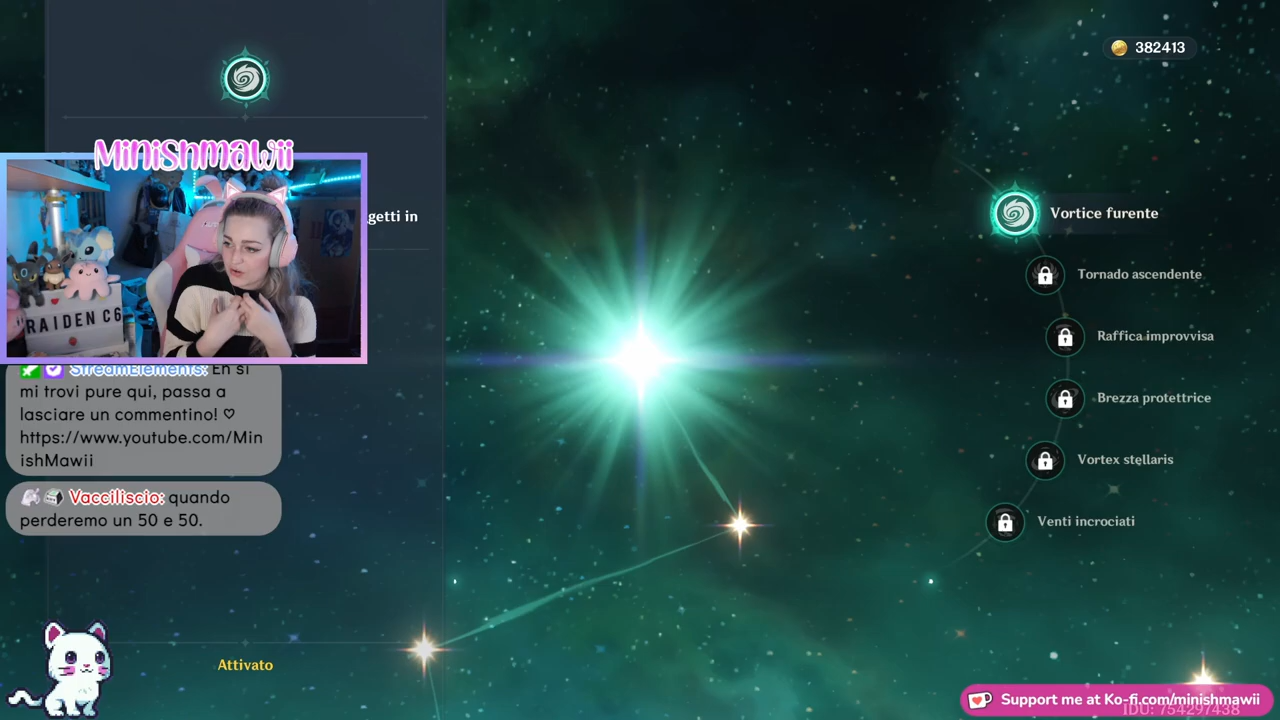 382413
Minishmawii
getti in
Vortice furente
Tornado ascendente
RAIDEN C6
Raffica improvvisa
StreamElements: Eh si
mi trovi pure qui, passa a
lasciare un commentino! ♡
https://www.youtube.com/Min
ishMawii
Brezza protettrice
Vortex stellaris
Vacciliscio: quando
perderemo un 50 e 50.
Venti incrociati
Attivato
Support me at Ko-fi.com/minishmawii
IDU: 754297438